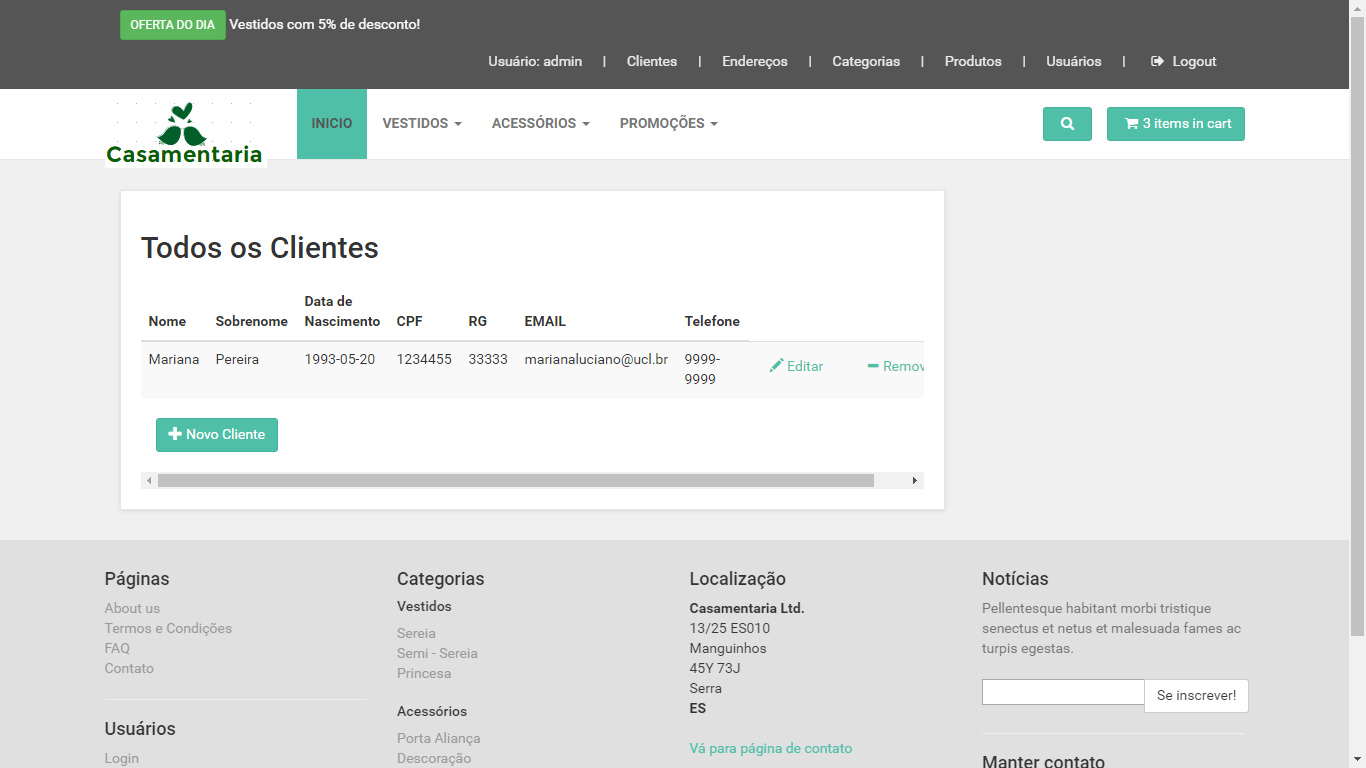 OFERTA DO DIA Vestidos com 5% de desconto!
Usuário: admin | Clientes | Endereços | Categorias | Produtos | Usuários | Logout
Casamentaria
INICIO VESTIDOS ACESSÓRIOS PROMOÇÕES 3 items in cart
Todos os Clientes
Nome Sobrenome Data de Nascimento CPF RG EMAIL Telefone
Mariana Pereira 1993-05-20 1234455 33333 marianaluciano@ucl.br 9999-9999 Editar Remov
Novo Cliente
Páginas
About us
Termos e Condições
FAQ
Contato
Usuários
Login
Categorias
Vestidos
Sereia
Semi - Sereia
Princesa
Acessórios
Porta Aliança
Decoração
Localização
Casamentaria Ltd.
13/25 ES010
Manguinhos
45Y 73J
Serra
ES
Vá para página de contato
Notícias
Pellentesque habitant morbi tristique
senectus et netus et malesuada fames ac
turpis egestas.
Se inscrever!
Manter contato